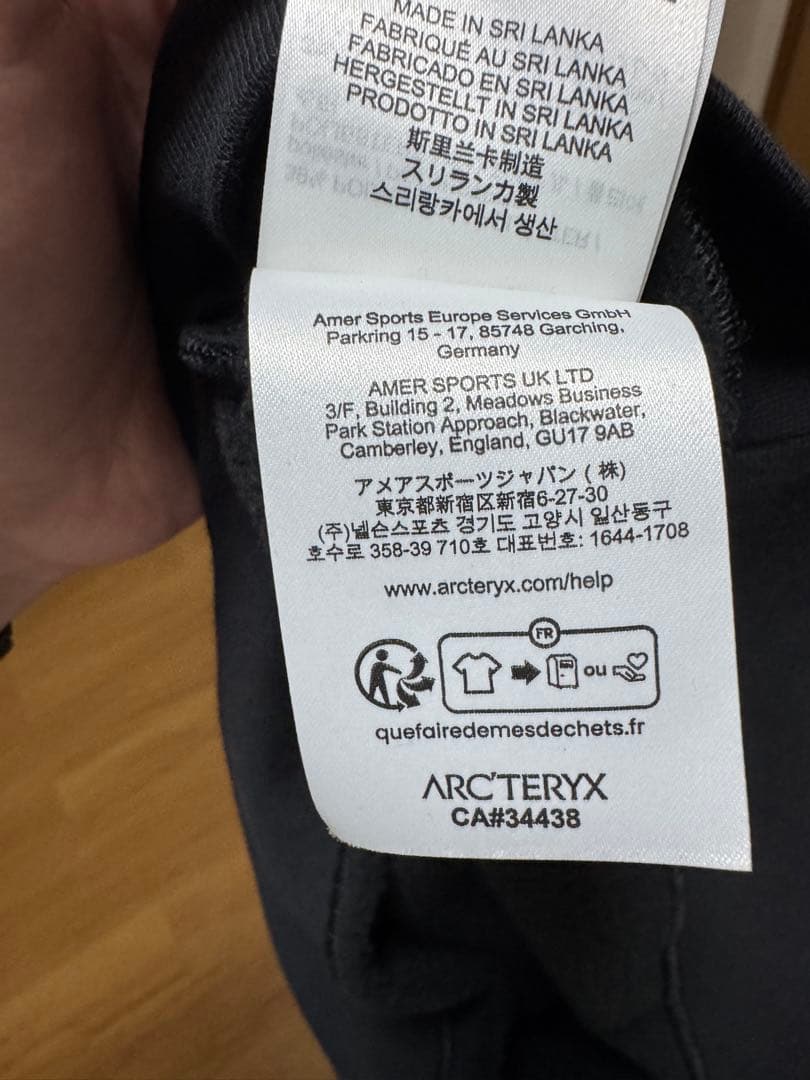 MADE IN SRI LANKA
FABRIQUÉ AU SRI LANKA
FABRICADO EN SRI LANKA
HERGESTELLT IN SRI LANKA
PRODOTTO IN SRI LANKA
斯里兰卡制造
スリランカ製
스리랑카에서 생산
Amer Sports Europe Services GmbH
Parkring 15 - 17, 85748 Garching,
Germany
AMER SPORTS UK LTD
3/F, Building 2, Meadows Business
Park Station Approach, Blackwater,
Camberley, England, GU17 9AB
アメアスポーツジャパン (株)
東京都新宿区新宿6-27-30
(주)넬슨스포츠 경기도 고양시 일산동구
호수로 358-39 710호 대표번호: 1644-1708
www.arcteryx.com/help
FR
ou
quefairedemesdechets.fr
ARC'TERYX
CA#34438